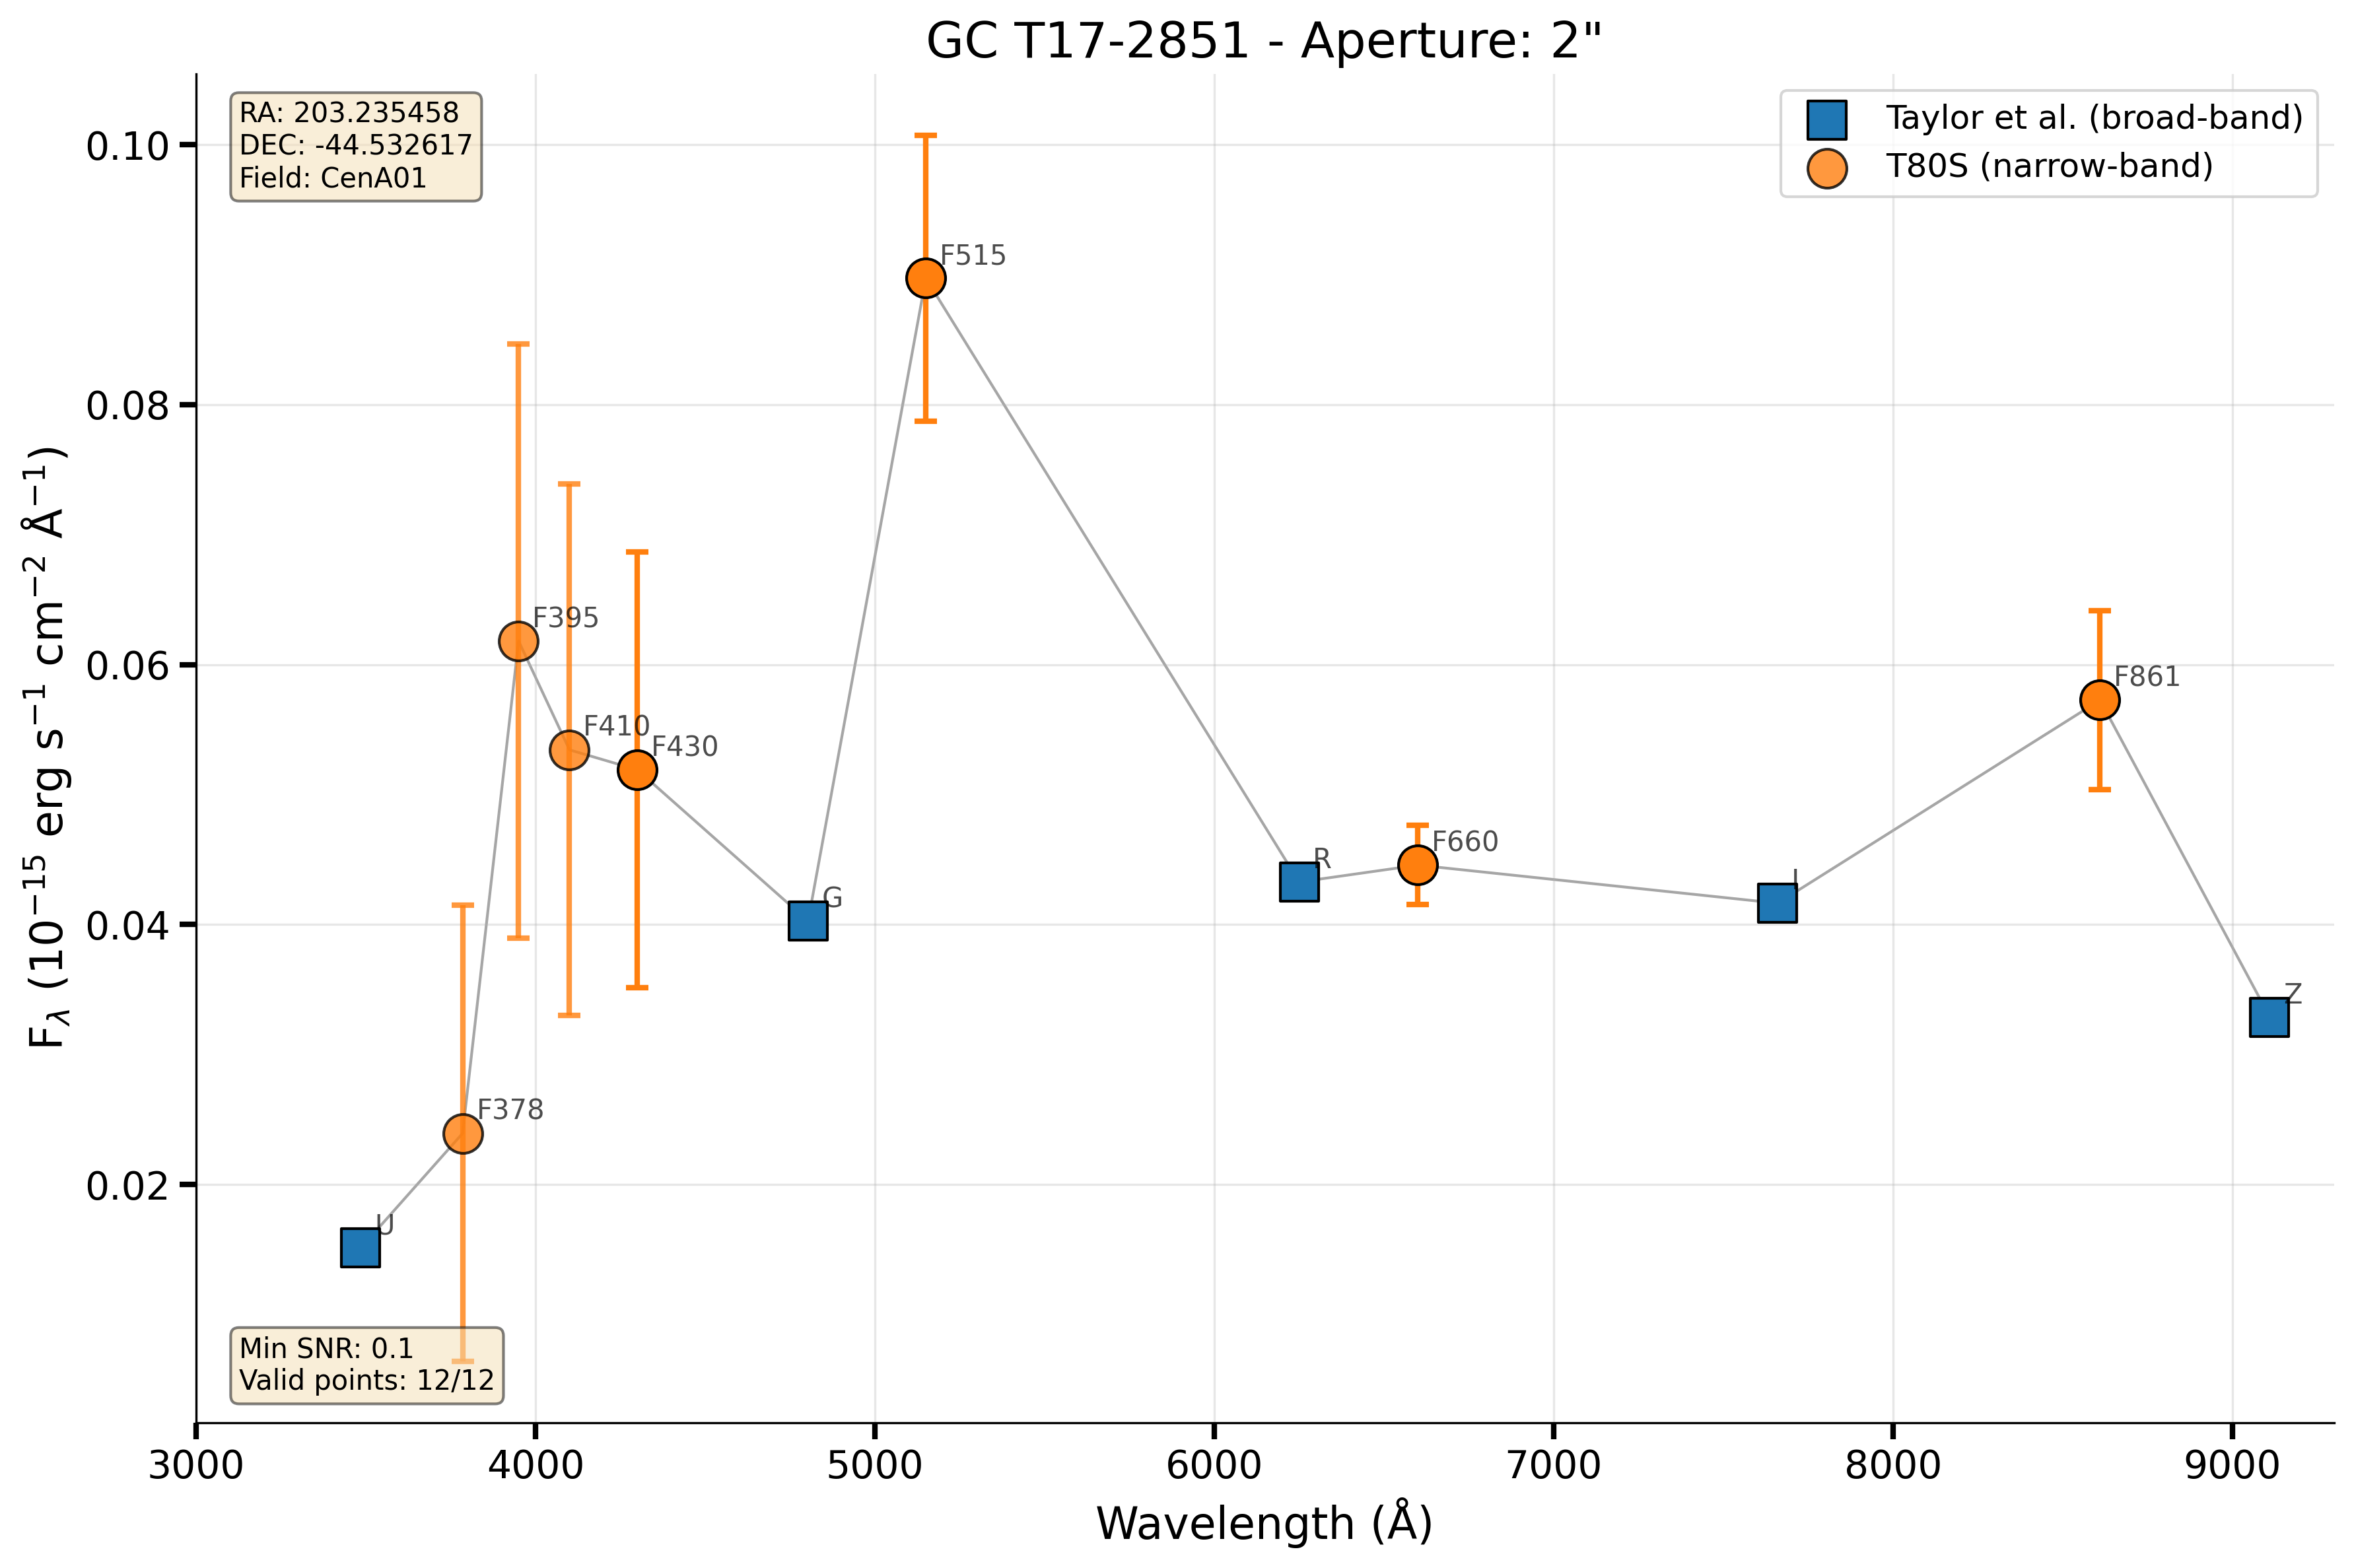 GC T17-2851 - Aperture: 2"
RA: 203.235458
DEC: -44.532617
Field: CenA01
Taylor et al. (broad-band)
T80S (narrow-band)
0.10
0.08
0.06
0.04
0.02
F_λ (10⁻¹⁵ erg s⁻¹ cm⁻² Å⁻¹)
F515
F395
F410
F430
F861
R
F660
I
G
Z
F378
U
Min SNR: 0.1
Valid points: 12/12
3000 4000 5000 6000 7000 8000 9000
Wavelength (Å)